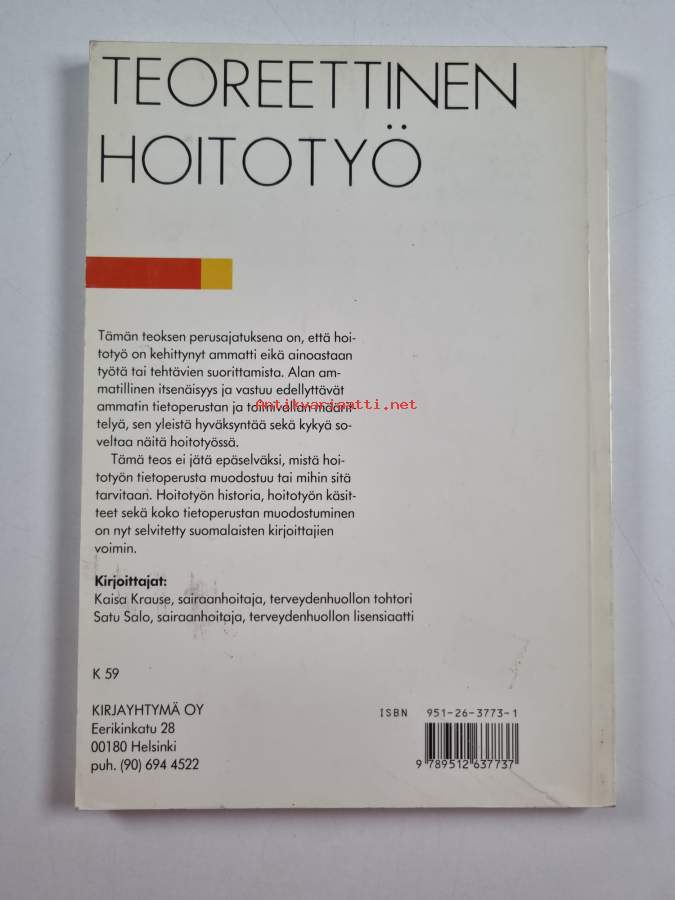 TEOREETTINEN
HOITOTYÖ
Tämän teoksen perusajatuksena on, että hoi-
totyö on kehittynyt ammatti eikä ainoastaan
työtä tai tehtävien suorittamista. Alan am-
matillinen itsenäisyys ja vastuu edellyttävät
ammatin tietoperustan ja toimivallan määrit-
Antikvariaatti.net
telyä, sen yleistä hyväksyntää sekä kykyä so-
veltaa näitä hoitotyössä.
Tämä teos ei jätä epäselväksi, mistä hoi-
totyön tietoperusta muodostuu tai mihin sitä
tarvitaan. Hoitotyön historia, hoitotyön käsit-
teet sekä koko tietoperustan muodostuminen
on nyt selvitetty suomalaisten kirjoittajien
voimin.
Kirjoittajat:
Kaisa Krause, sairaanhoitaja, terveydenhuollon tohtori
Satu Salo, sairaanhoitaja, terveydenhuollon lisensiaatti
K 59
KIRJAYHTYMÄ OY
Eerikinkatu 28
00180 Helsinki
puh. (90) 694 4522
ISBN 951-26-3773-1
9 789512 637737